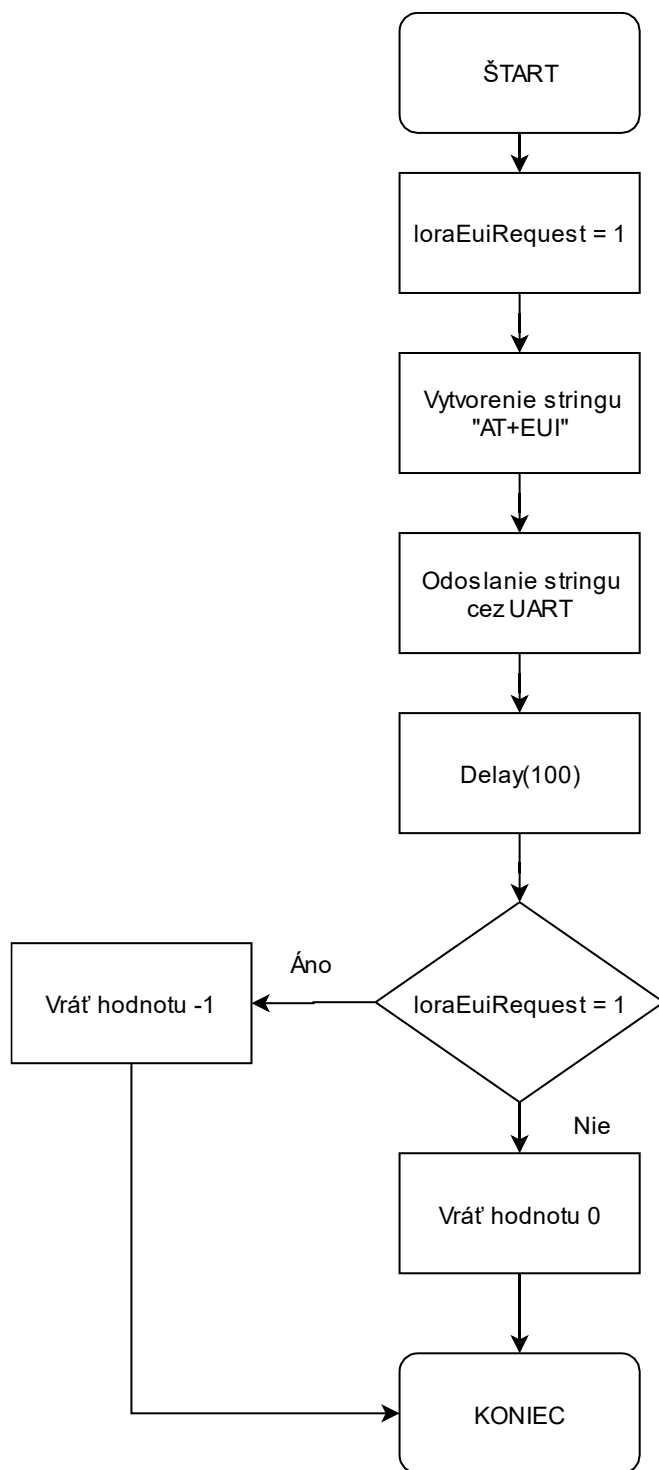 ŠTART
loraEuiRequest = 1
Vytvorenie stringu
"AT+EUI"
Odoslanie stringu
cez UART
Delay(100)
loraEuiRequest = 1
Áno
Vráť hodnotu -1
Nie
Vráť hodnotu 0
KONIEC